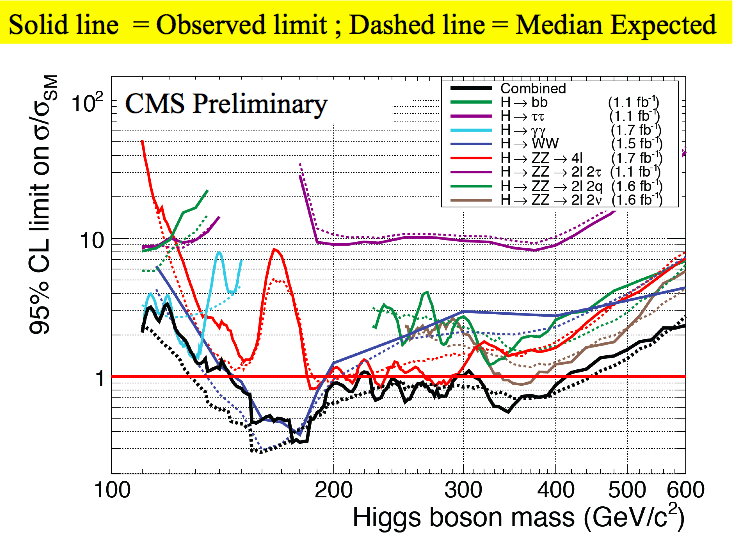 Solid line = Observed limit ; Dashed line = Median Expected
95% CL limit on σ/σSM
10²
10
1
CMS Preliminary
Combined
H → bb (1.1 fb⁻¹)
H → ττ (1.1 fb⁻¹)
H → γγ (1.7 fb⁻¹)
H → WW (1.5 fb⁻¹)
H → ZZ → 4l (1.7 fb⁻¹)
H → ZZ → 2l 2τ (1.1 fb⁻¹)
H → ZZ → 2l 2q (1.6 fb⁻¹)
H → ZZ → 2l 2ν (1.6 fb⁻¹)
100 200 300 400 500 600
Higgs boson mass (GeV/c²)